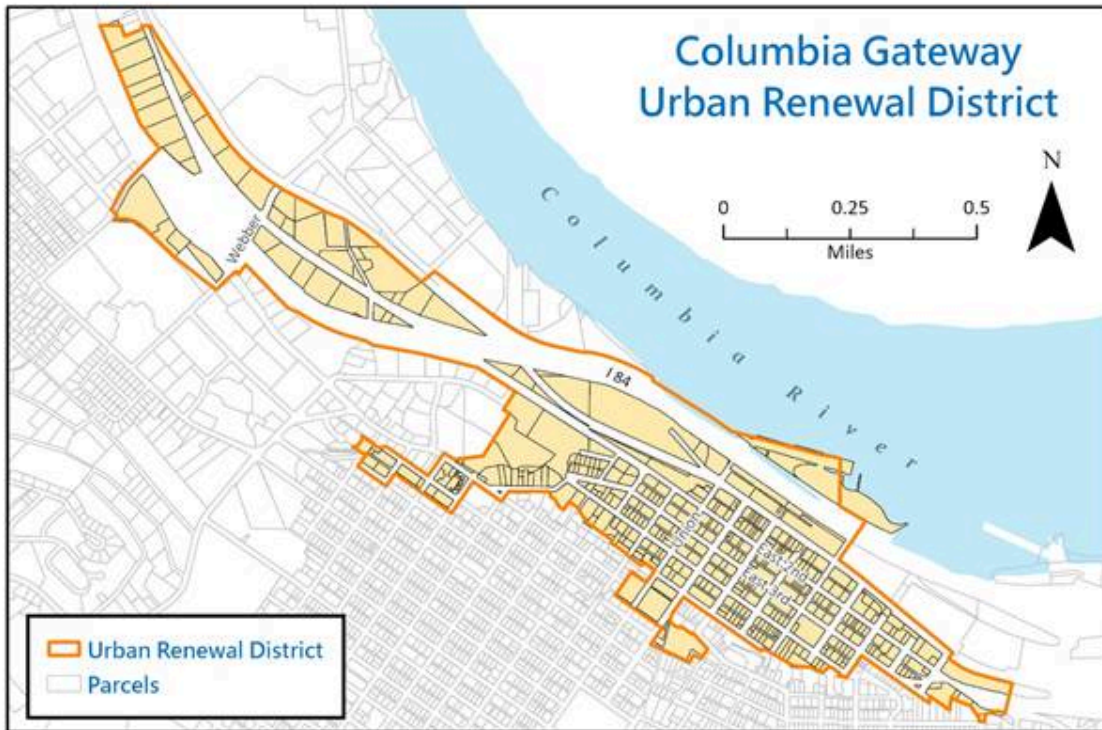 Columbia Gateway
Urban Renewal District
N
0 0.25 0.5
Miles
Columbia River
Webber
I 84
Union
East 2nd
East 3rd
Urban Renewal District
Parcels